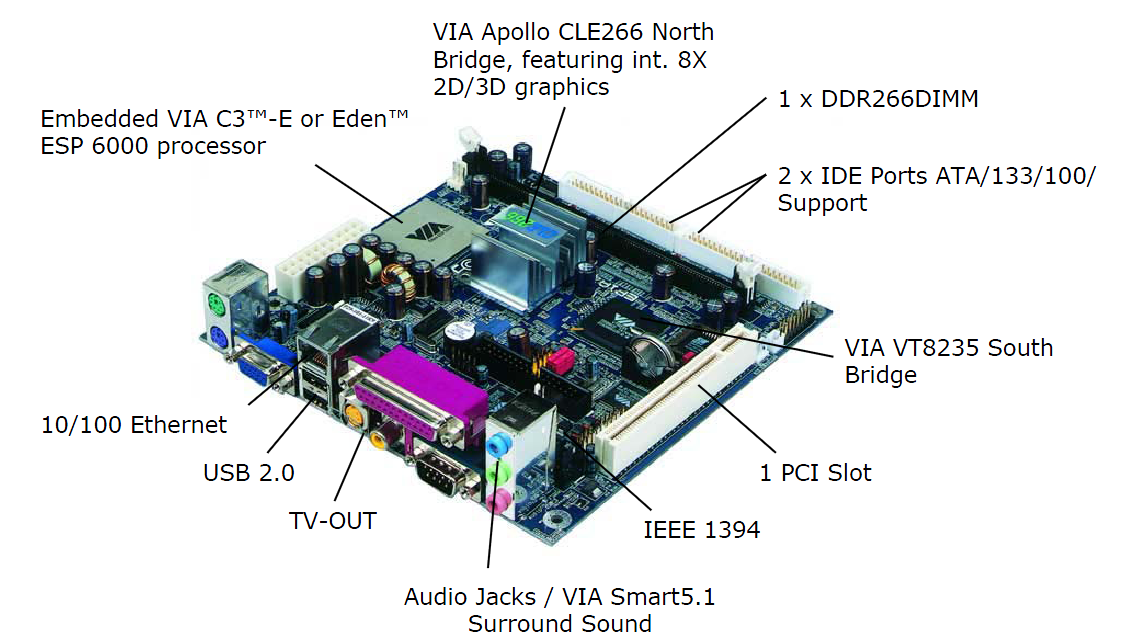 VIA Apollo CLE266 North
Bridge, featuring int. 8X
2D/3D graphics
1 x DDR266DIMM
Embedded VIA C3™-E or Eden™
ESP 6000 processor
2 x IDE Ports ATA/133/100/
Support
VIA
VIA
VIA VT8235 South
Bridge
10/100 Ethernet
USB 2.0
1 PCI Slot
TV-OUT
IEEE 1394
Audio Jacks / VIA Smart5.1
Surround Sound